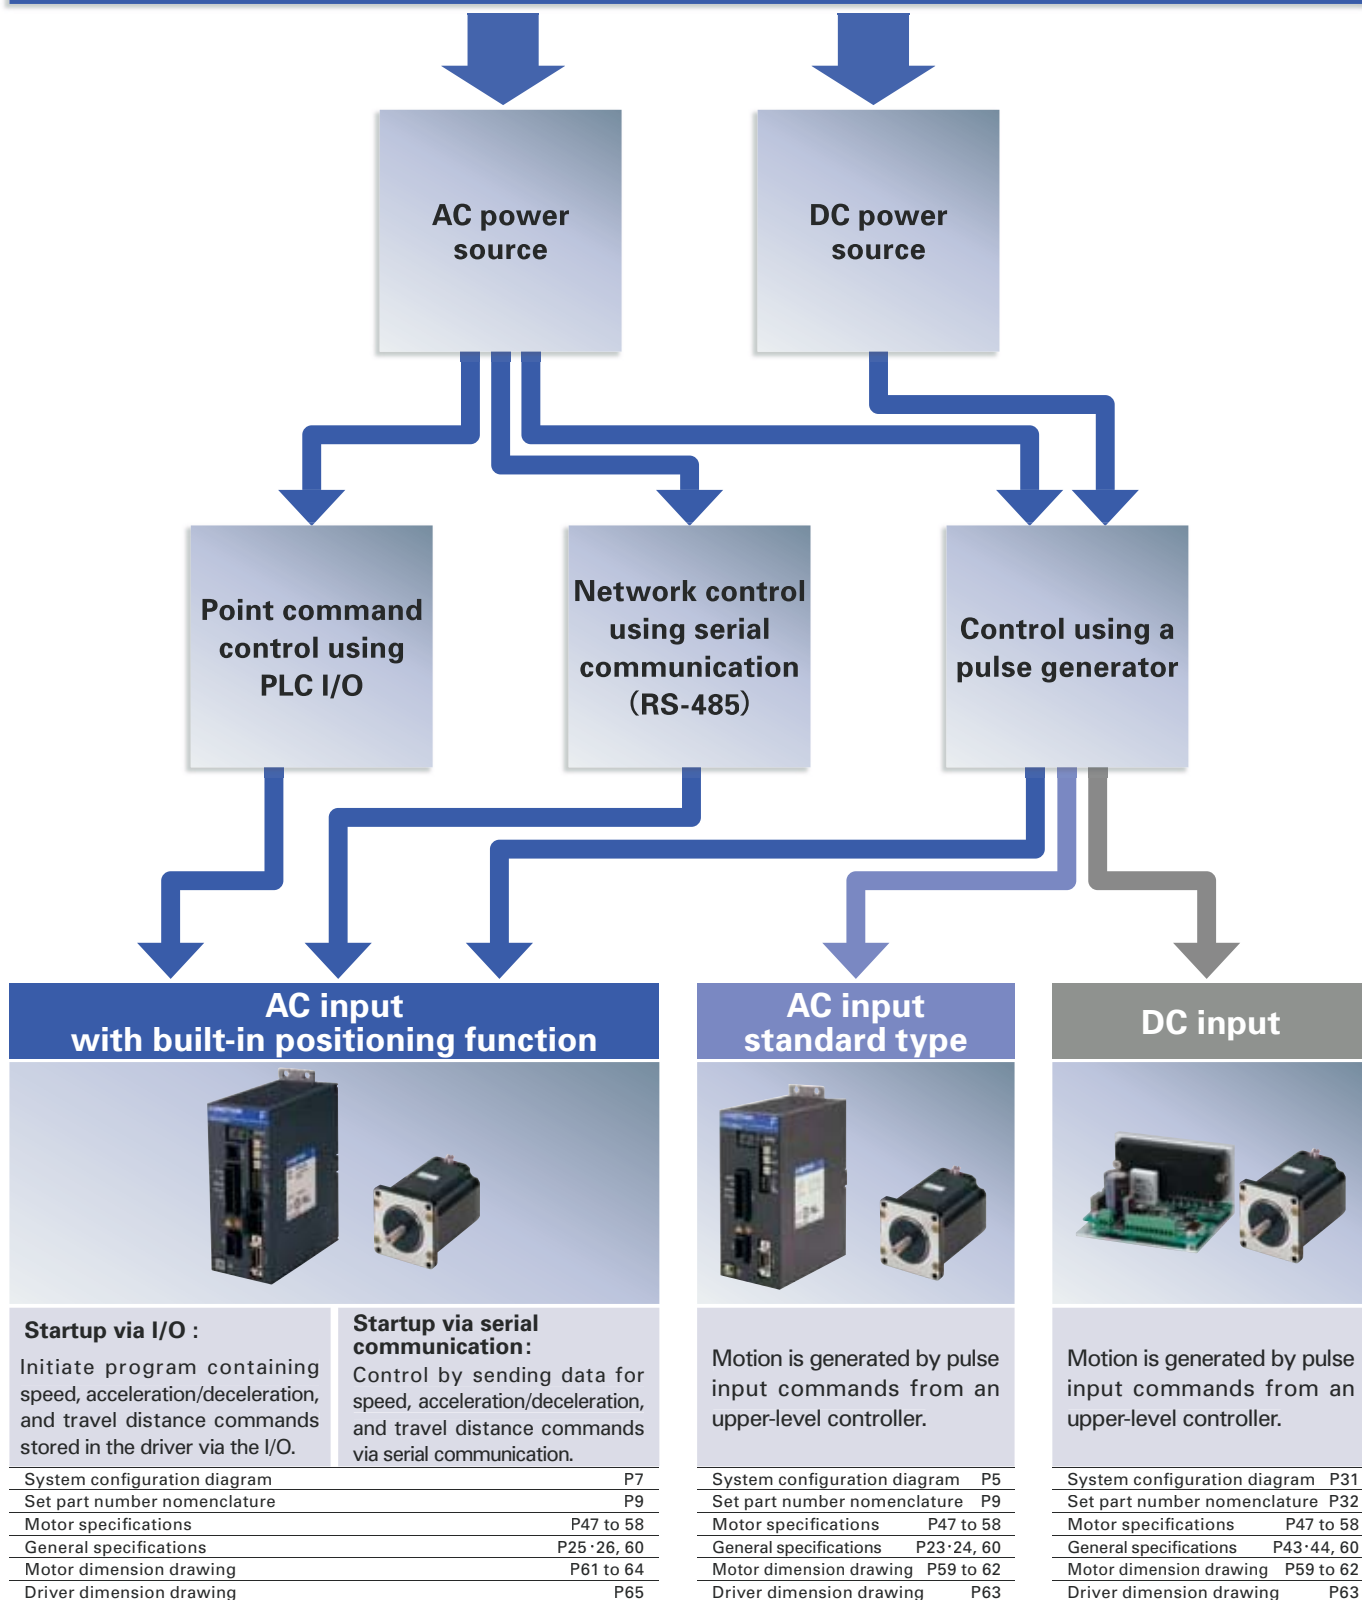 AC power
source
DC power
source
Point command
control using
PLC I/O
Network control
using serial
communication
(RS-485)
Control using a
pulse generator
AC input
with built-in positioning function
AC input
standard type
DC input
Startup via I/O :
Initiate program containing
speed, acceleration/deceleration,
and travel distance commands
stored in the driver via the I/O.
Startup via serial
communication:
Control by sending data for
speed, acceleration/deceleration,
and travel distance commands
via serial communication.
Motion is generated by pulse
input commands from an
upper-level controller.
Motion is generated by pulse
input commands from an
upper-level controller.
System configuration diagram P7
Set part number nomenclature P9
Motor specifications P47 to 58
General specifications P25·26, 60
Motor dimension drawing P61 to 64
Driver dimension drawing P65
System configuration diagram P5
Set part number nomenclature P9
Motor specifications P47 to 58
General specifications P23·24, 60
Motor dimension drawing P59 to 62
Driver dimension drawing P63
System configuration diagram P31
Set part number nomenclature P32
Motor specifications P47 to 58
General specifications P43·44, 60
Motor dimension drawing P59 to 62
Driver dimension drawing P63